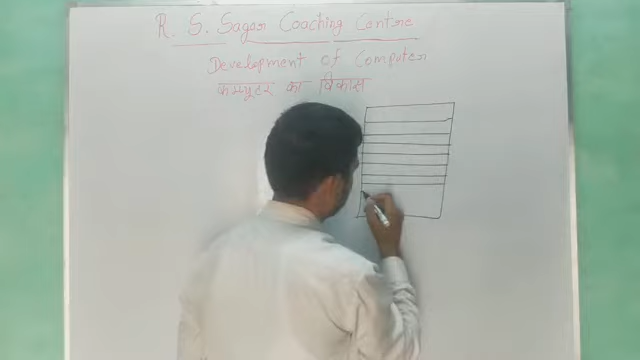 R. S. Sagar Coaching Centre
Development of Computer
कम्प्यूटर का विकास